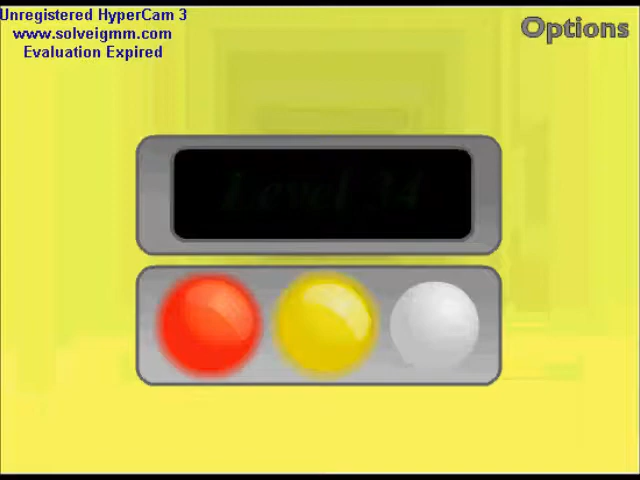 Unregistered HyperCam 3
www.solveigmm.com
Evaluation Expired
Options
Level 34